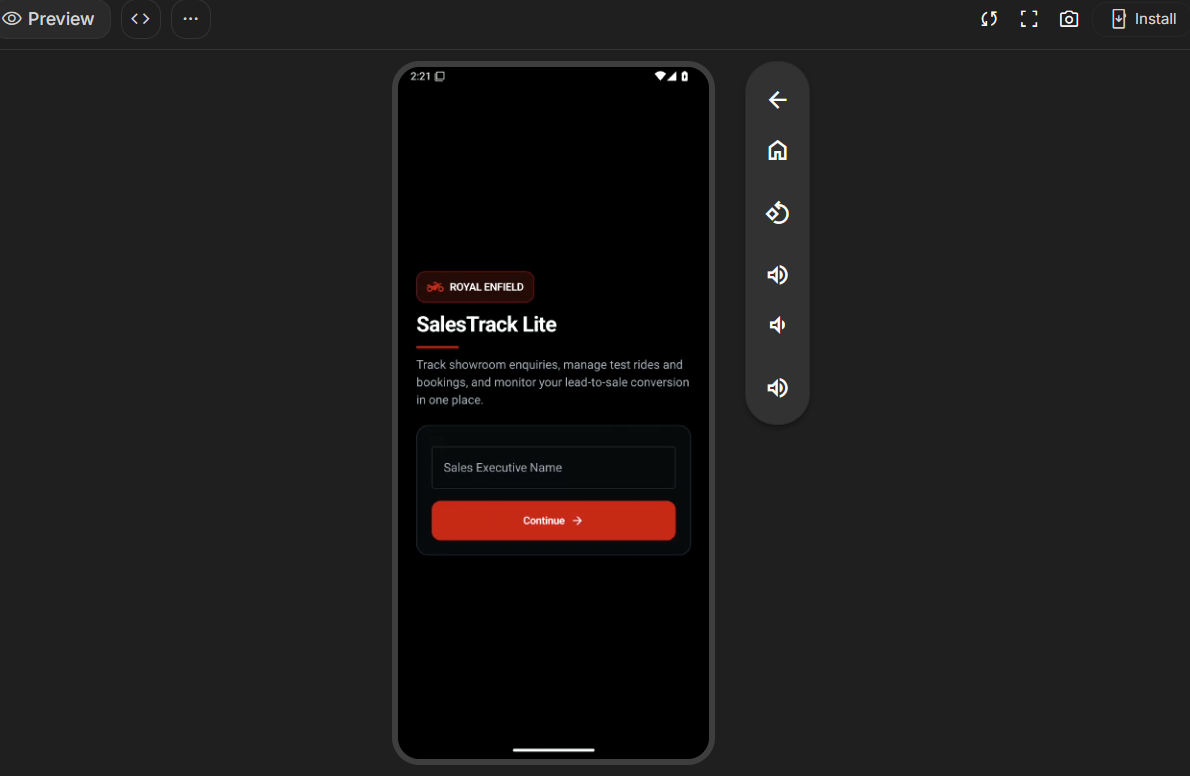 Preview
Install
2:21
ROYAL ENFIELD
SalesTrack Lite
Track showroom enquiries, manage test rides and
bookings, and monitor your lead-to-sale conversion
in one place.
Sales Executive Name
Continue